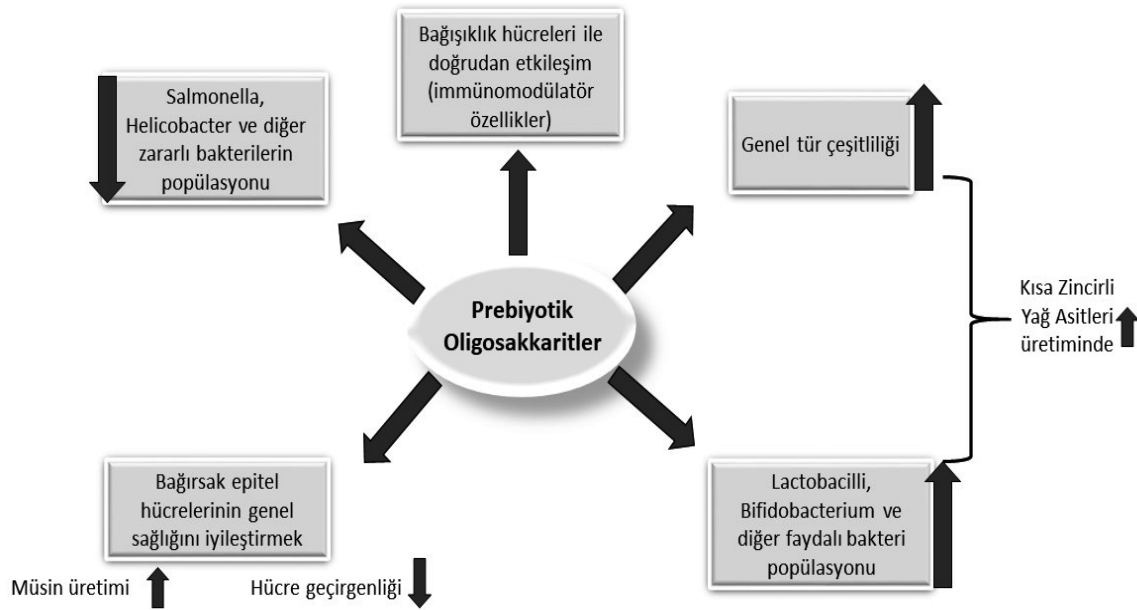 Bağışıklık hücreleri ile
doğrudan etkileşim
(immünomodülatör
özellikler)
Salmonella,
Helicobacter ve diğer
zararlı bakterilerin
popülasyonu
Genel tür çeşitliliği
Prebiyotik
Oligosakkaritler
Kısa Zincirli
Yağ Asitleri
üretiminde
Bağırsak epitel
hücrelerinin genel
sağlığını iyileştirmek
Lactobacilli,
Bifidobacterium ve
diğer faydalı bakteri
popülasyonu
Müsin üretimi
Hücre geçirgenliği